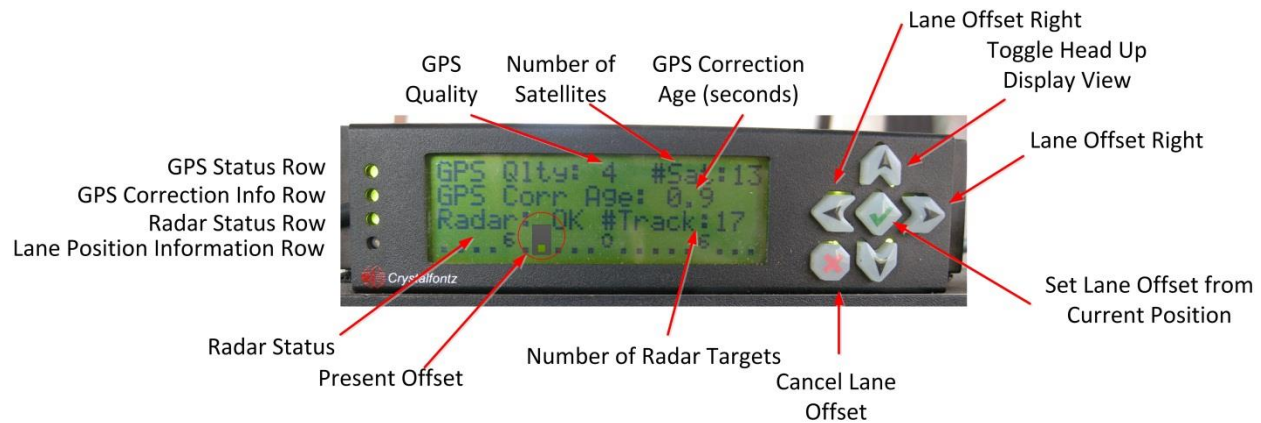 Lane Offset Right
Toggle Head Up
Display View
GPS
Quality
Number of
Satellites
GPS Correction
Age (seconds)
Lane Offset Right
GPS Status Row
GPS Correction Info Row
Radar Status Row
Lane Position Information Row
GPS Qlty: 4 #Sat:13
GPS Corr Age: 0.9
Radar: OK #Track:17
6 0 6
Crystalfontz
Set Lane Offset from
Current Position
Radar Status
Present Offset
Number of Radar Targets
Cancel Lane
Offset